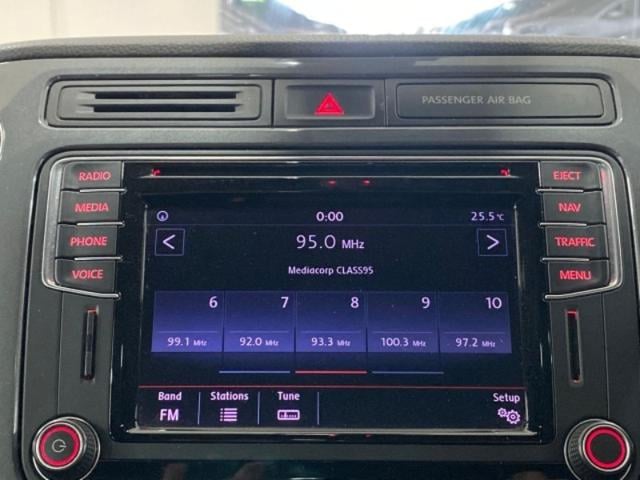 PASSENGER AIR BAG
RADIO
MEDIA
PHONE
VOICE
EJECT
NAV
TRAFFIC
MENU
0:00 25.5 °C
< 95.0 MHz >
Mediacorp CLASS95
6 7 8 9 10
99.1 MHz 92.0 MHz 93.3 MHz 100.3 MHz 97.2 MHz
Band Stations Tune Setup
FM